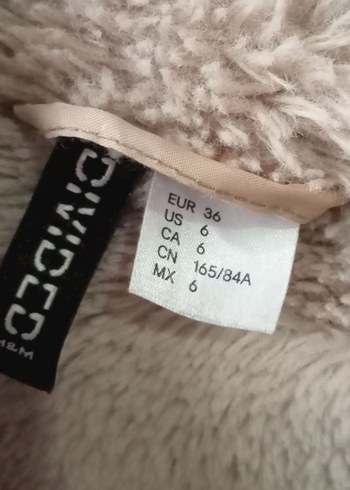 DIVIDED
H&M
EUR 36
US 6
CA 6
CN 165/84A
MX 6